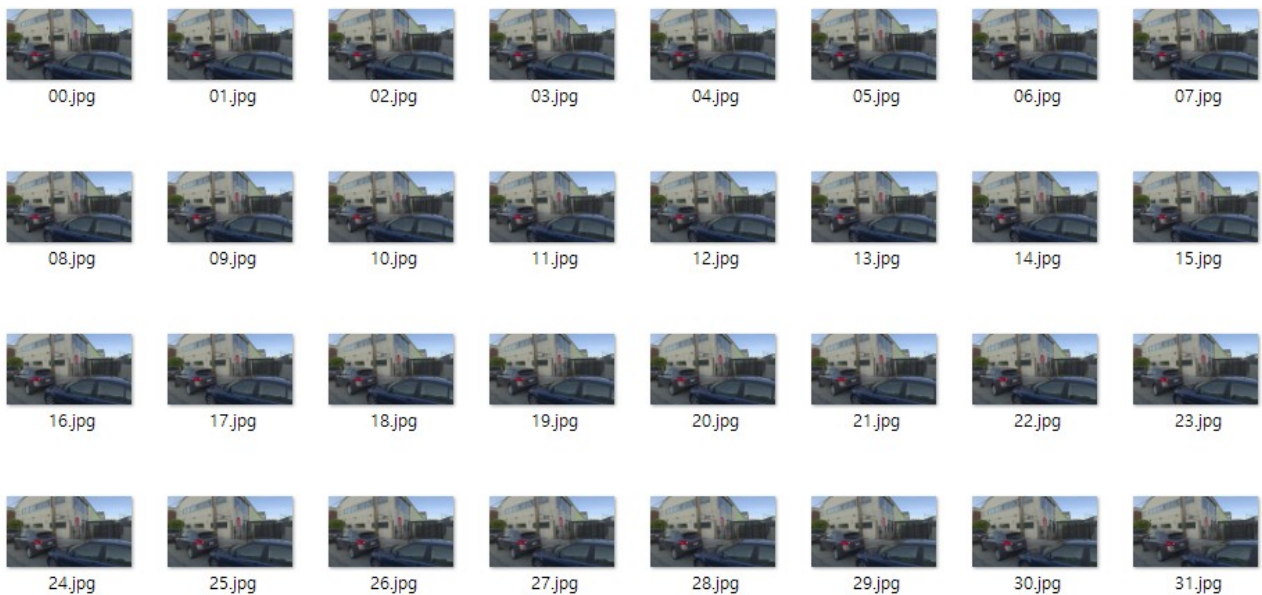 00.jpg 01.jpg 02.jpg 03.jpg 04.jpg 05.jpg 06.jpg 07.jpg
08.jpg 09.jpg 10.jpg 11.jpg 12.jpg 13.jpg 14.jpg 15.jpg
16.jpg 17.jpg 18.jpg 19.jpg 20.jpg 21.jpg 22.jpg 23.jpg
24.jpg 25.jpg 26.jpg 27.jpg 28.jpg 29.jpg 30.jpg 31.jpg